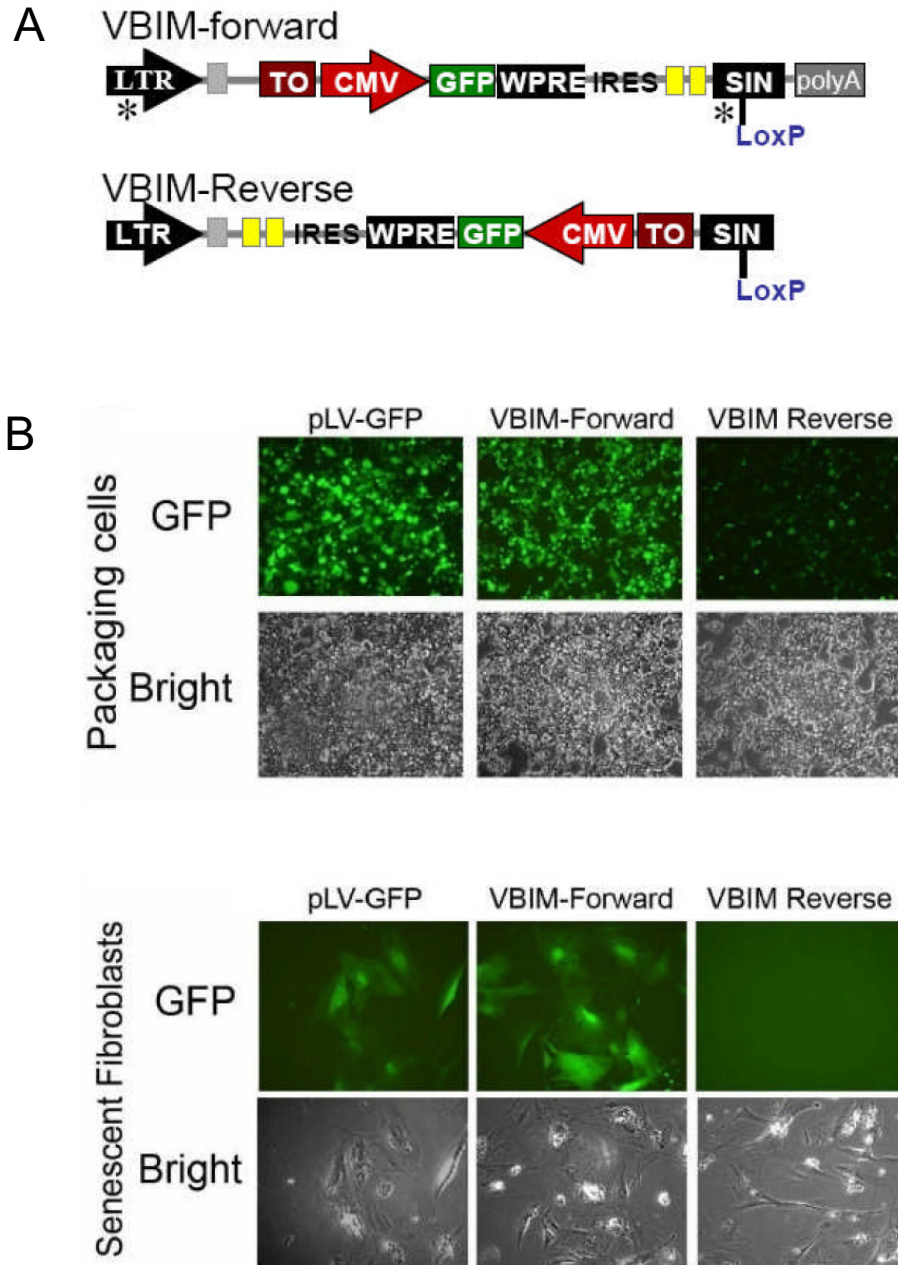 A
VBIM-forward
LTR TO CMV GFP WPRE IRES SIN polyA
* *
LoxP
VBIM-Reverse
LTR IRES WPRE GFP CMV TO SIN
LoxP
B
pLV-GFP VBIM-Forward VBIM Reverse
Packaging cells
GFP
Bright
pLV-GFP VBIM-Forward VBIM Reverse
Senescent Fibroblasts
GFP
Bright